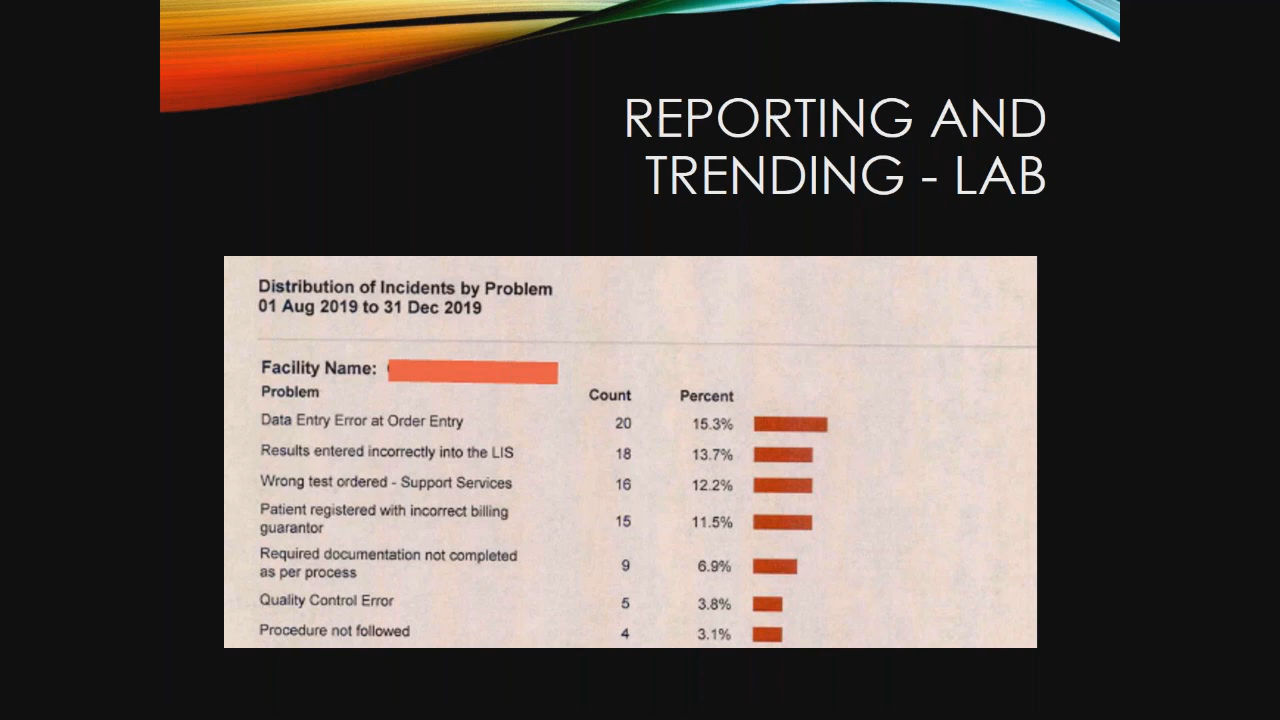 REPORTING AND
TRENDING - LAB
Distribution of Incidents by Problem
01 Aug 2019 to 31 Dec 2019
Facility Name:
Problem Count Percent
Data Entry Error at Order Entry 20 15.3%
Results entered incorrectly into the LIS 18 13.7%
Wrong test ordered - Support Services 16 12.2%
Patient registered with incorrect billing
guarantor 15 11.5%
Required documentation not completed
as per process 9 6.9%
Quality Control Error 5 3.8%
Procedure not followed 4 3.1%